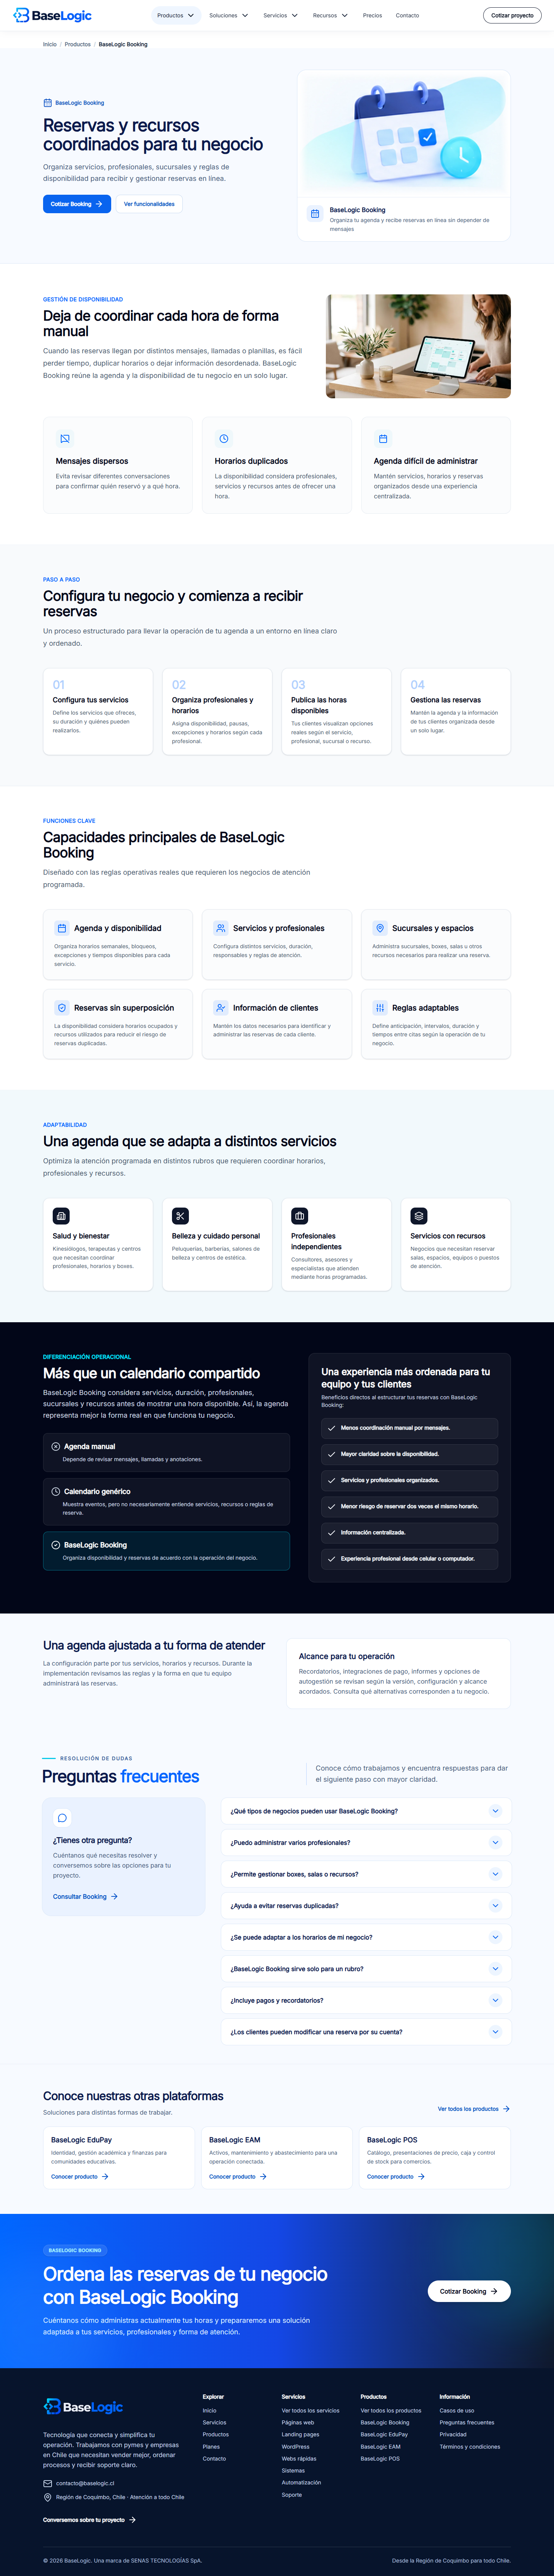 BaseLogic
Productos
Soluciones
Servicios
Recursos
Precios
Contacto
Cotizar proyecto
Inicio / Productos / BaseLogic Booking
BaseLogic Booking
Reservas y recursos
coordinados para tu negocio
Organiza servicios, profesionales, sucursales y reglas de
disponibilidad para recibir y gestionar reservas en línea.
Cotizar Booking
Ver funcionalidades
BaseLogic Booking
Organiza tu agenda y recibe reservas en línea sin depender de
mensajes
GESTIÓN DE DISPONIBILIDAD
Deja de coordinar cada hora de forma
manual
Cuando las reservas llegan por distintos mensajes, llamadas o planillas, es fácil
perder tiempo, duplicar horarios o dejar información desordenada. BaseLogic
Booking reúne la agenda y la disponibilidad de tu negocio en un solo lugar.
Mensajes dispersos
Evita revisar diferentes conversaciones
para confirmar quién reservó y a qué hora.
Horarios duplicados
La disponibilidad considera profesionales,
servicios y recursos antes de ofrecer una
hora.
Agenda difícil de administrar
Mantén servicios, horarios y reservas
organizados desde una experiencia
centralizada.
PASO A PASO
Configura tu negocio y comienza a recibir
reservas
Un proceso estructurado para llevar la operación de tu agenda a un entorno en línea claro
y ordenado.
01
Configura tus servicios
Define los servicios que ofreces,
su duración y quiénes pueden
realizarlos.
02
Organiza profesionales y
horarios
Asigna disponibilidad, pausas,
excepciones y horarios según cada
profesional.
03
Publica las horas
disponibles
Tus clientes visualizan opciones
reales según el servicio,
profesional, sucursal o recurso.
04
Gestiona las reservas
Mantén la agenda y la información
de tus clientes organizada desde
un solo lugar.
FUNCIONES CLAVE
Capacidades principales de BaseLogic
Booking
Diseñado con las reglas operativas reales que requieren los negocios de atención
programada.
Agenda y disponibilidad
Organiza horarios semanales, bloqueos,
excepciones y tiempos disponibles para cada
servicio.
Servicios y profesionales
Configura distintos servicios, duración,
responsables y reglas de atención.
Sucursales y espacios
Administra sucursales, boxes, salas u otros
recursos necesarios para realizar una reserva.
Reservas sin superposición
La disponibilidad considera horarios ocupados y
recursos utilizados para reducir el riesgo de
reservas duplicadas.
Información de clientes
Mantén los datos necesarios para identificar y
administrar las reservas de cada cliente.
Reglas adaptables
Define anticipación, intervalos, duración y
tiempos entre citas según la operación de tu
negocio.
ADAPTABILIDAD
Una agenda que se adapta a distintos servicios
Optimiza la atención programada en distintos rubros que requieren coordinar horarios,
profesionales y recursos.
Salud y bienestar
Kinesiólogos, terapeutas y centros
que necesitan coordinar
profesionales, horarios y boxes.
Belleza y cuidado personal
Peluquerías, barberías, salones de
belleza y centros de estética.
Profesionales
independientes
Consultores, asesores y
especialistas que atienden
mediante horas programadas.
Servicios con recursos
Negocios que necesitan reservar
salas, espacios, equipos o puestos
de atención.
DIFERENCIACIÓN OPERACIONAL
Más que un calendario compartido
BaseLogic Booking considera servicios, duración, profesionales,
sucursales y recursos antes de mostrar una hora disponible. Así, la agenda
representa mejor la forma real en que funciona tu negocio.
Agenda manual
Depende de revisar mensajes, llamadas y anotaciones.
Calendario genérico
Muestra eventos, pero no necesariamente entiende servicios, recursos o reglas de
reserva.
BaseLogic Booking
Organiza disponibilidad y reservas de acuerdo con la operación del negocio.
Una experiencia más ordenada para tu
equipo y tus clientes
Beneficios directos al estructurar tus reservas con BaseLogic
Booking:
Menos coordinación manual por mensajes.
Mayor claridad sobre la disponibilidad.
Servicios y profesionales organizados.
Menor riesgo de reservar dos veces el mismo horario.
Información centralizada.
Experiencia profesional desde celular o computador.
Una agenda ajustada a tu forma de atender
La configuración parte por tus servicios, horarios y recursos. Durante la
implementación revisamos las reglas y la forma en que tu equipo
administrará las reservas.
Alcance para tu operación
Recordatorios, integraciones de pago, informes y opciones de
autogestión se revisan según la versión, configuración y alcance
acordados. Consulta qué alternativas corresponden a tu negocio.
RESOLUCIÓN DE DUDAS
Preguntas frecuentes
Conoce cómo trabajamos y encuentra respuestas para dar
el siguiente paso con mayor claridad.
¿Tienes otra pregunta?
Cuéntanos qué necesitas resolver y
conversemos sobre las opciones para tu
proyecto.
Consultar Booking
¿Qué tipos de negocios pueden usar BaseLogic Booking?
¿Puedo administrar varios profesionales?
¿Permite gestionar boxes, salas o recursos?
¿Ayuda a evitar reservas duplicadas?
¿Se puede adaptar a los horarios de mi negocio?
¿BaseLogic Booking sirve solo para un rubro?
¿Incluye pagos y recordatorios?
¿Los clientes pueden modificar una reserva por su cuenta?
Conoce nuestras otras plataformas
Soluciones para distintas formas de trabajar.
Ver todos los productos
BaseLogic EduPay
Identidad, gestión académica y finanzas para
comunidades educativas.
Conocer producto
BaseLogic EAM
Activos, mantenimiento y abastecimiento para una
operación conectada.
Conocer producto
BaseLogic POS
Catálogo, presentaciones de precio, caja y control
de stock para comercios.
Conocer producto
BASELOGIC BOOKING
Ordena las reservas de tu negocio
con BaseLogic Booking
Cuéntanos cómo administras actualmente tus horas y prepararemos una solución
adaptada a tus servicios, profesionales y forma de atención.
Cotizar Booking
BaseLogic
Tecnología que conecta y simplifica tu
operación. Trabajamos con pymes y empresas
en Chile que necesitan vender mejor, ordenar
procesos y recibir soporte claro.
contacto@baselogic.cl
Región de Coquimbo, Chile · Atención a todo Chile
Conversemos sobre tu proyecto
Explorar
Inicio
Servicios
Productos
Planes
Contacto
Servicios
Ver todos los servicios
Páginas web
Landing pages
WordPress
Webs rápidas
Sistemas
Automatización
Soporte
Productos
Ver todos los productos
BaseLogic Booking
BaseLogic EduPay
BaseLogic EAM
BaseLogic POS
Información
Casos de uso
Preguntas frecuentes
Privacidad
Términos y condiciones
© 2026 BaseLogic. Una marca de SENAS TECNOLOGÍAS SpA.
Desde la Región de Coquimbo para todo Chile.